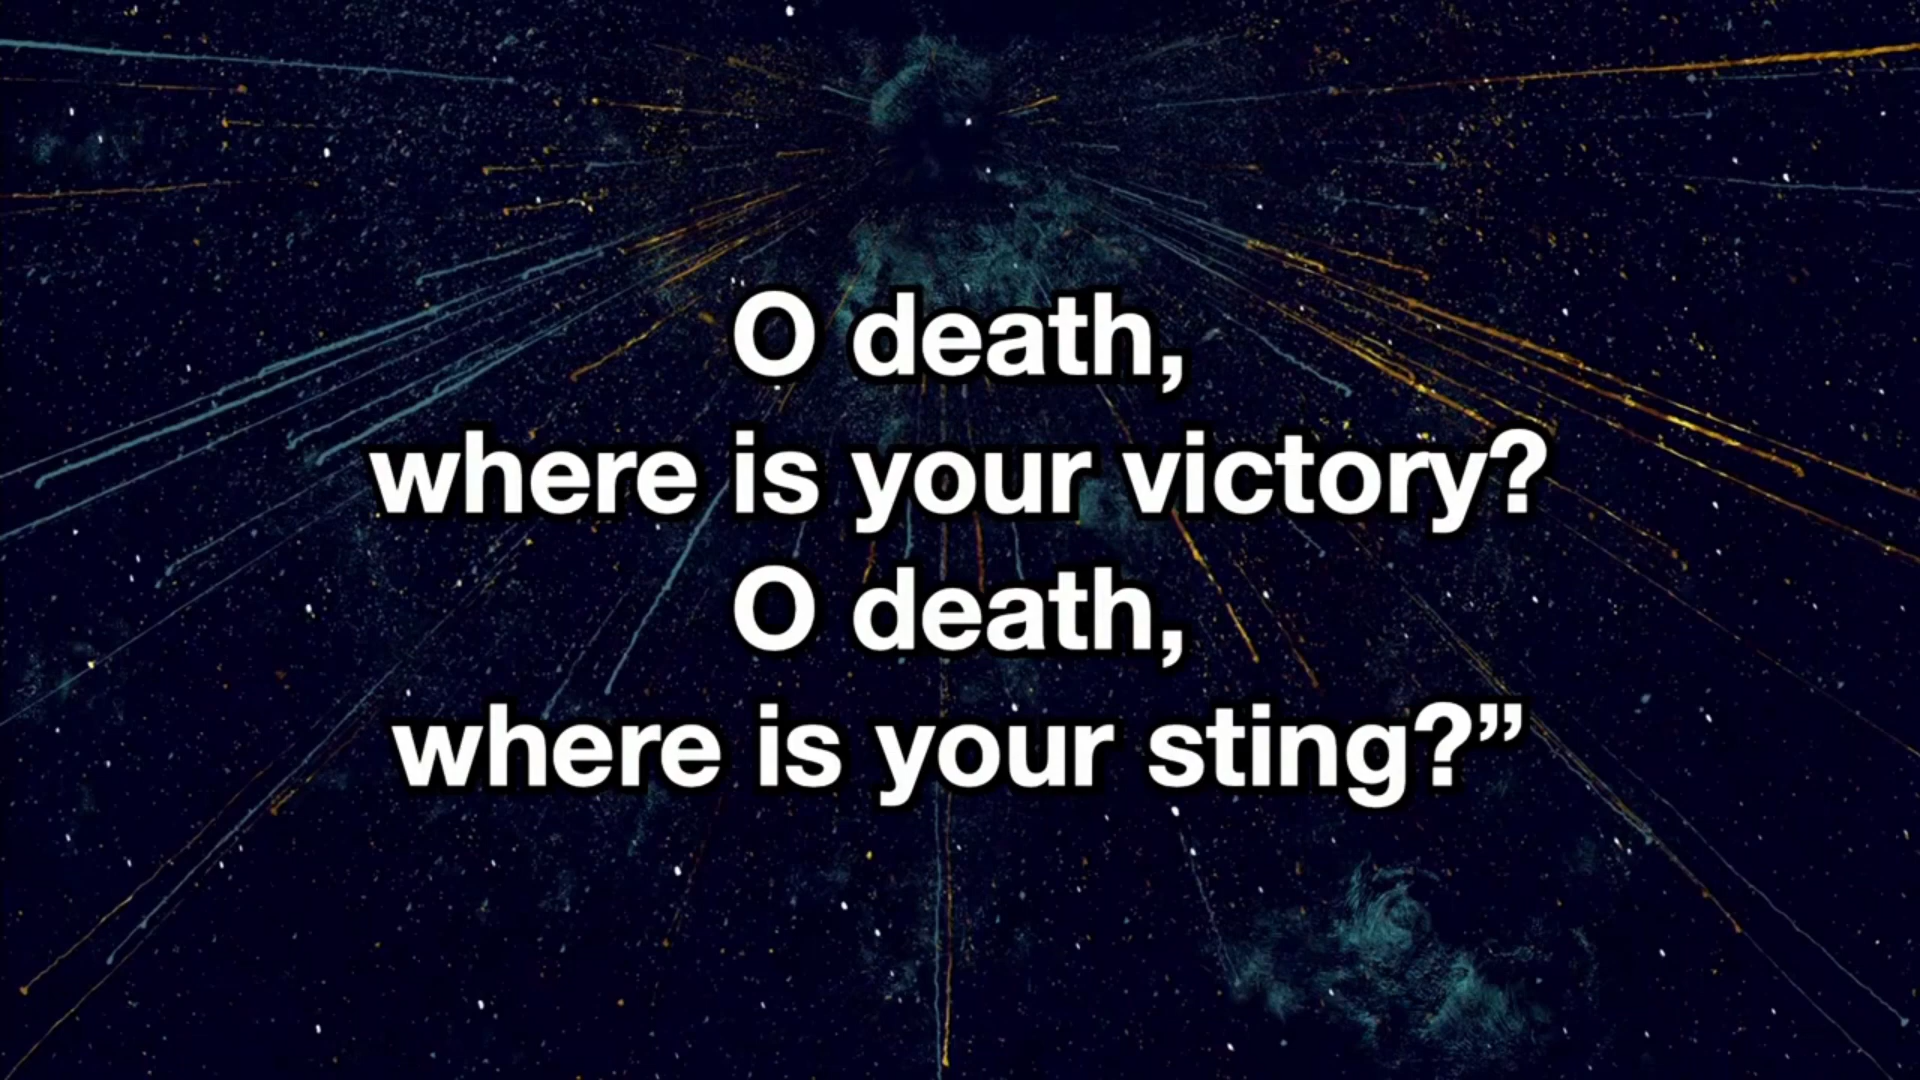 O death,
where is your victory?
O death,
where is your sting?”